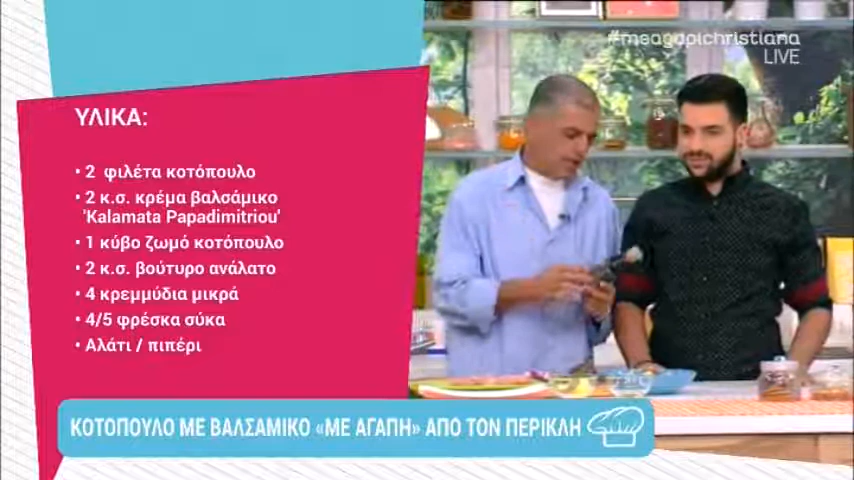 #meagapichristiana
LIVE
ΥΛΙΚΑ:
• 2 φιλέτα κοτόπουλο
• 2 κ.σ. κρέμα βαλσάμικο
'Kalamata Papadimitriou'
• 1 κύβο ζωμό κοτόπουλο
• 2 κ.σ. βούτυρο ανάλατο
• 4 κρεμμύδια μικρά
• 4/5 φρέσκα σύκα
• Αλάτι / πιπέρι
ΚΟΤΟΠΟΥΛΟ ΜΕ ΒΑΛΣΑΜΙΚΟ «ΜΕ ΑΓΑΠΗ» ΑΠΟ ΤΟΝ ΠΕΡΙΚΛΗ